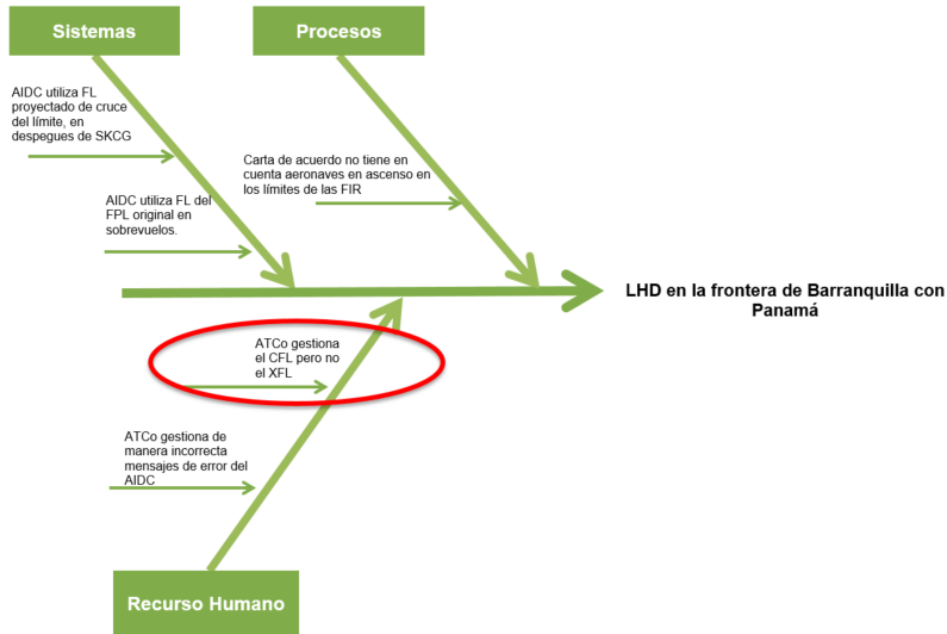 Sistemas
Procesos
AIDC utiliza FL
proyectado de cruce
del límite, en
despegues de SKCG
Carta de acuerdo no tiene en
cuenta aeronaves en ascenso en
los límites de las FIR
AIDC utiliza FL del
FPL original en
sobrevuelos.
LHD en la frontera de Barranquilla con
Panamá
ATCo gestiona
el CFL pero no
el XFL
ATCo gestiona de
manera incorrecta
mensajes de error del
AIDC
Recurso Humano